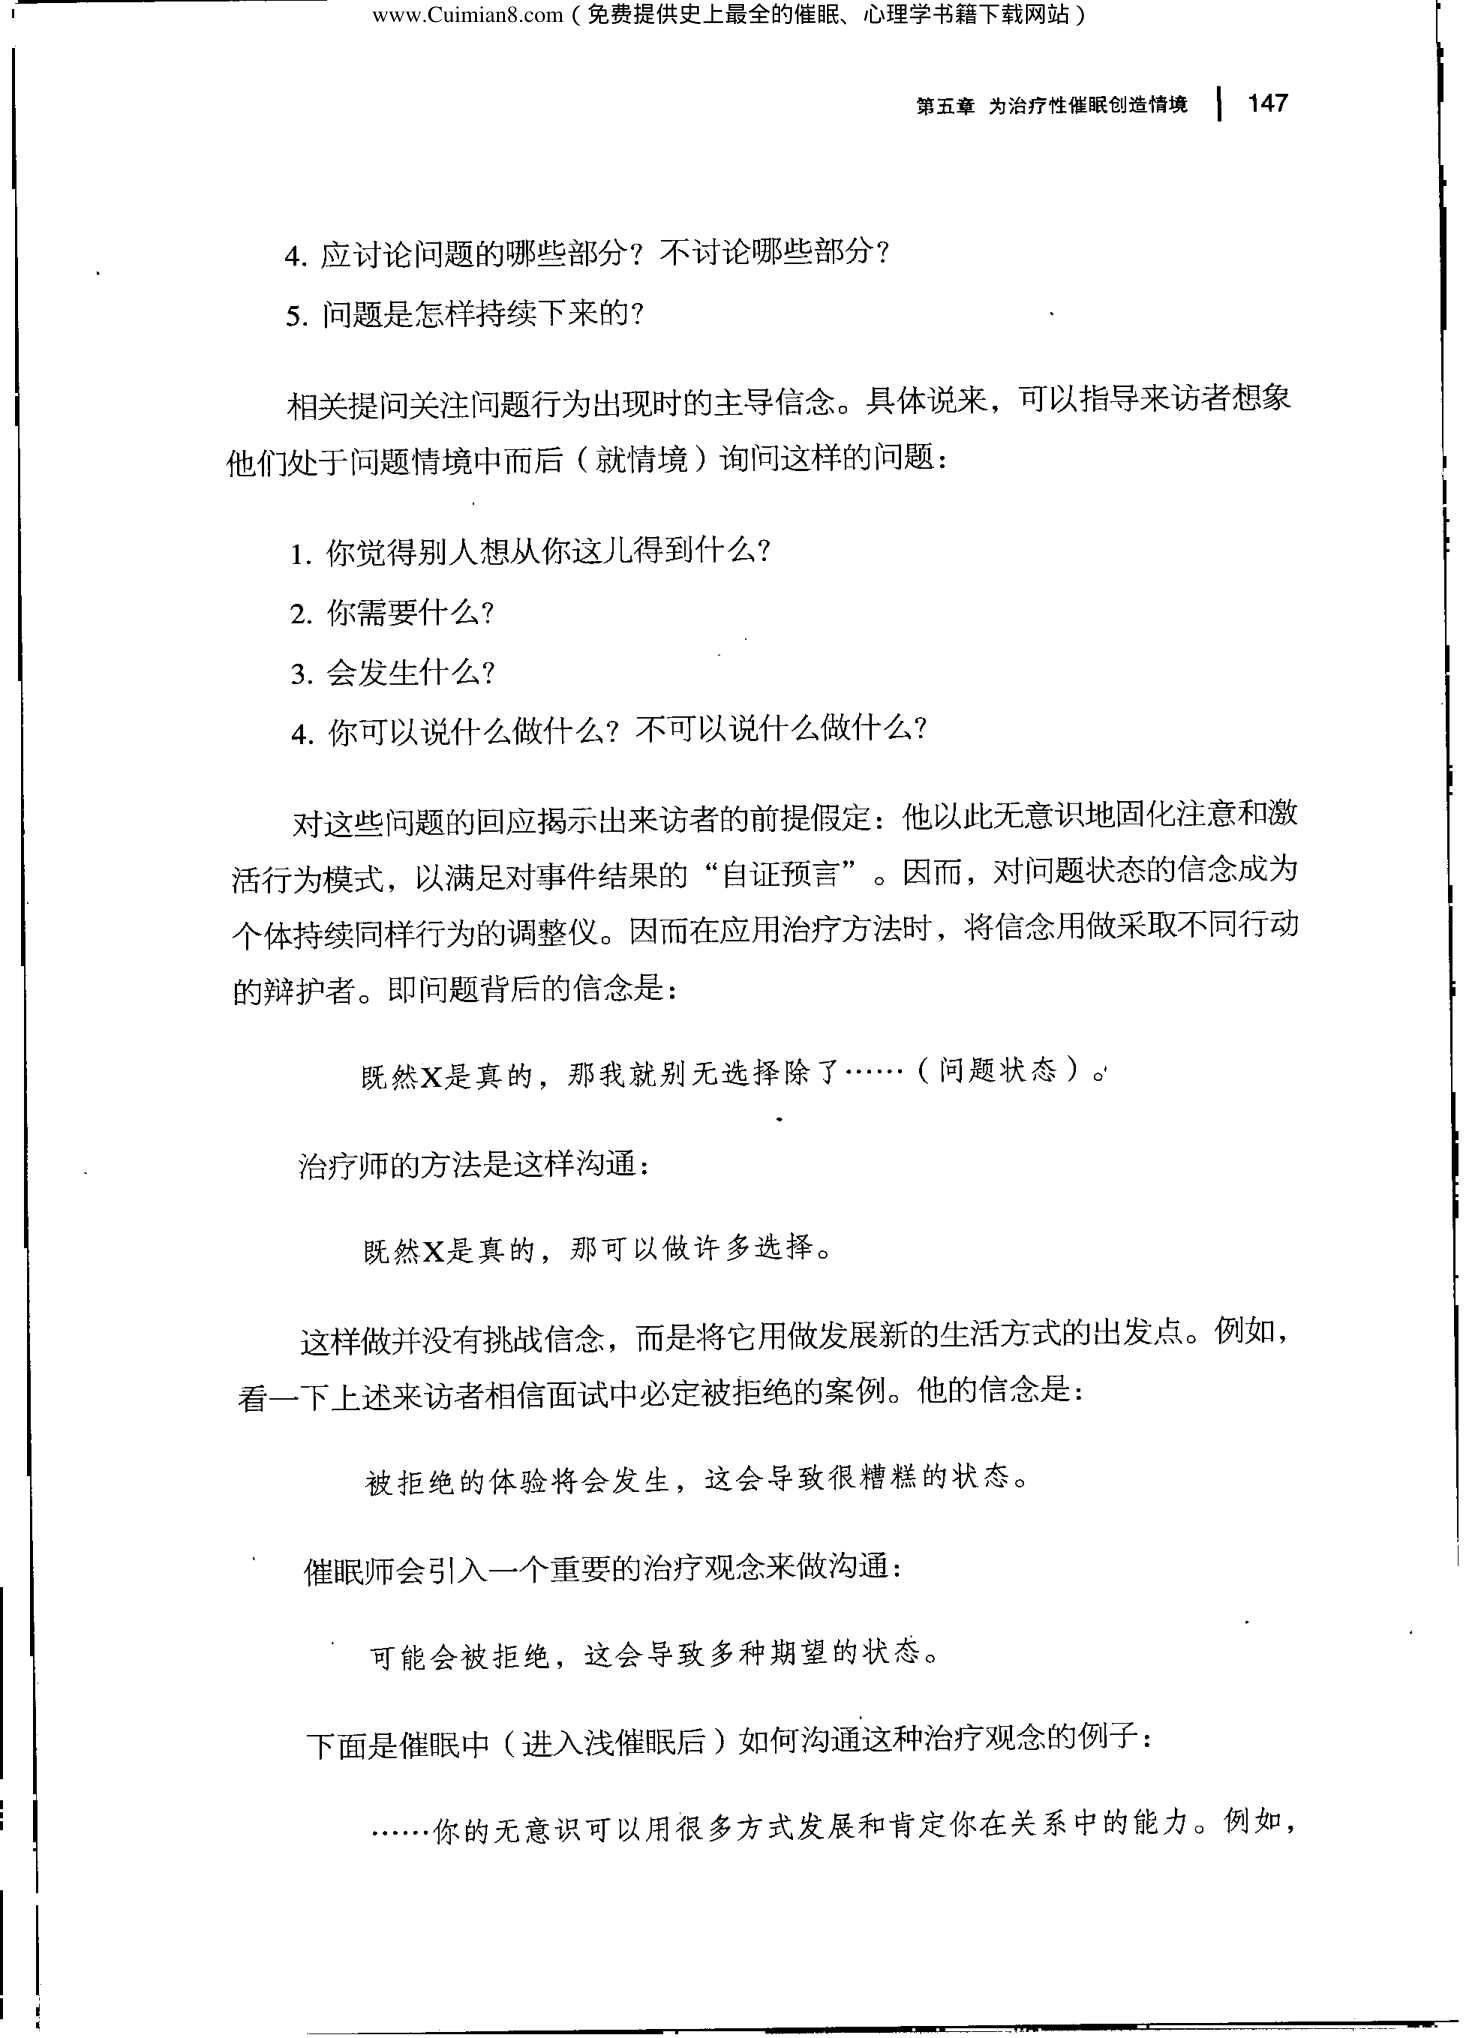 www.Cuimian8.com（免费提供史上最全的催眠、心理学书籍下载网站）
第五章 为治疗性催眠创造情境 147
4. 应讨论问题的哪些部分？不讨论哪些部分？
5. 问题是怎样持续下来的？
相关提问关注问题行为出现时的主导信念。具体说来，可以指导来访者想象
他们处于问题情境中而后（就情境）询问这样的问题：
1. 你觉得别人想从你这儿得到什么？
2. 你需要什么？
3. 会发生什么？
4. 你可以说什么做什么？不可以说什么做什么？
对这些问题的回应揭示出来访者的前提假定：他以此无意识地固化注意和激
活行为模式，以满足对事件结果的“自证预言”。因而，对问题状态的信念成为
个体持续同样行为的调整仪。因而在应用治疗方法时，将信念用做采取不同行动
的辩护者。即问题背后的信念是：
既然X是真的，那我就别无选择除了……（问题状态）。
治疗师的方法是这样沟通：
既然X是真的，那可以做许多选择。
这样做并没有挑战信念，而是将它用做发展新的生活方式的出发点。例如，
看一下上述来访者相信面试中必定被拒绝的案例。他的信念是：
被拒绝的体验将会发生，这会导致很糟糕的状态。
催眠师会引入一个重要的治疗观念来做沟通：
可能会被拒绝，这会导致多种期望的状态。
下面是催眠中（进入浅催眠后）如何沟通这种治疗观念的例子：
……你的无意识可以用很多方式发展和肯定你在关系中的能力。例如，